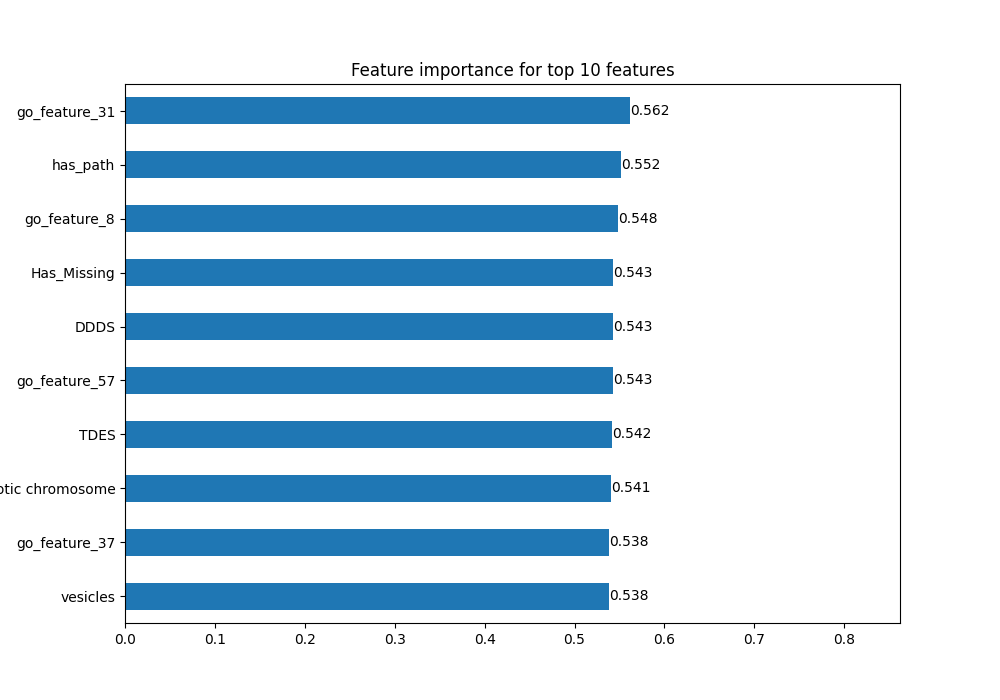 Feature importance for top 10 features
go_feature_31 0.562
has_path 0.552
go_feature_8 0.548
Has_Missing 0.543
DDDS 0.543
go_feature_57 0.543
TDES 0.542
chromosome 0.541
go_feature_37 0.538
vesicles 0.538
0.0 0.1 0.2 0.3 0.4 0.5 0.6 0.7 0.8